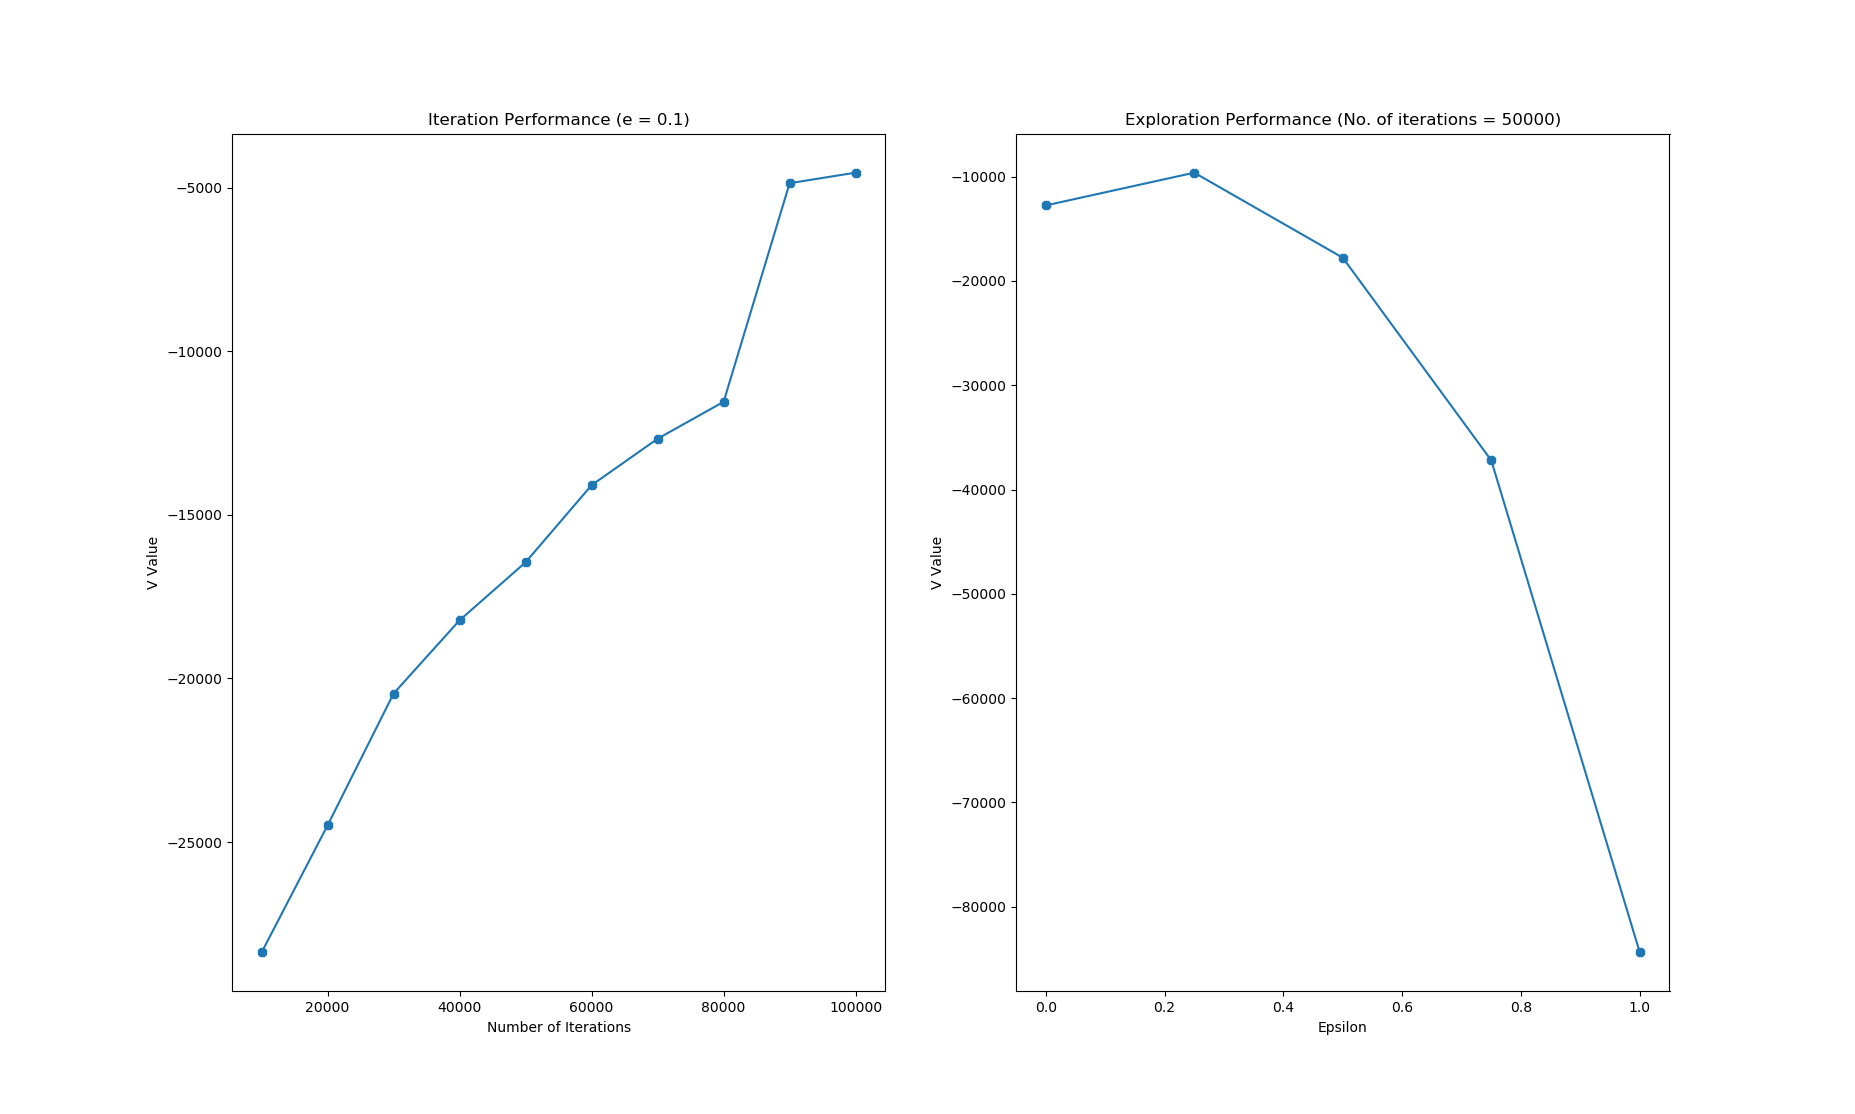 Iteration Performance (e = 0.1)
−5000
−10000
−15000
−20000
−25000
V Value
20000 40000 60000 80000 100000
Number of Iterations
Exploration Performance (No. of iterations = 50000)
−10000
−20000
−30000
−40000
−50000
−60000
−70000
−80000
V Value
0.0 0.2 0.4 0.6 0.8 1.0
Epsilon